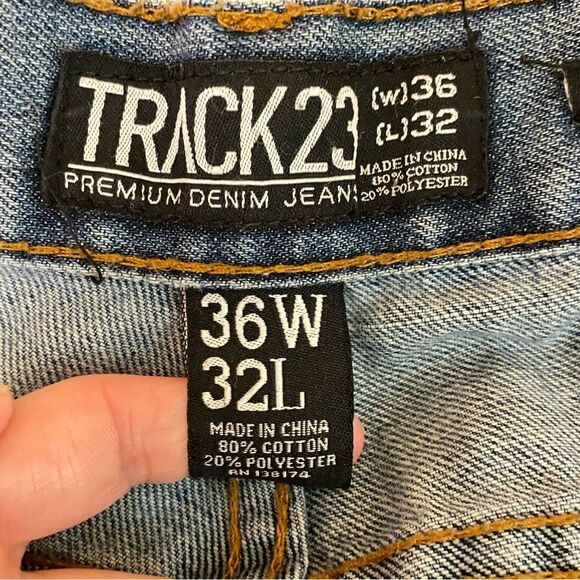 TRACK23
PREMIUM DENIM JEANS
(W)36
(L)32
MADE IN CHINA
80% COTTON
20% POLYESTER
36W
32L
MADE IN CHINA
80% COTTON
20% POLYESTER
RN 138174